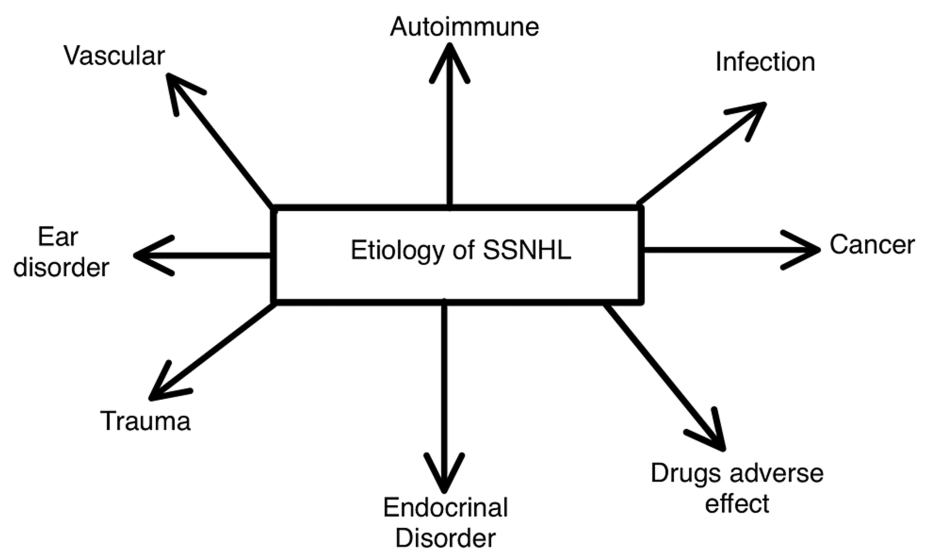 Autoimmune
Vascular
Infection
Ear
disorder
Etiology of SSNHL
Cancer
Trauma
Drugs adverse
effect
Endocrinal
Disorder